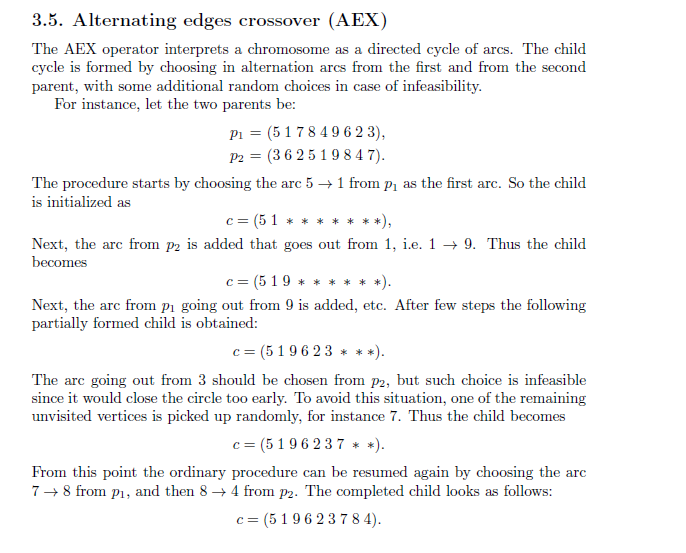 3.5. Alternating edges crossover (AEX)
The AEX operator interprets a chromosome as a directed cycle of arcs. The child
cycle is formed by choosing in alternation arcs from the first and from the second
parent, with some additional random choices in case of infeasibility.
For instance, let the two parents be:
p₁ = (5 1 7 8 4 9 6 2 3),
p₂ = (3 6 2 5 1 9 8 4 7).
The procedure starts by choosing the arc 5 → 1 from p₁ as the first arc. So the child
is initialized as
c = (5 1 * * * * * * *),
Next, the arc from p₂ is added that goes out from 1, i.e. 1 → 9. Thus the child
becomes
c = (5 1 9 * * * * * *).
Next, the arc from p₁ going out from 9 is added, etc. After few steps the following
partially formed child is obtained:
c = (5 1 9 6 2 3 * * *).
The arc going out from 3 should be chosen from p₂, but such choice is infeasible
since it would close the circle too early. To avoid this situation, one of the remaining
unvisited vertices is picked up randomly, for instance 7. Thus the child becomes
c = (5 1 9 6 2 3 7 * *).
From this point the ordinary procedure can be resumed again by choosing the arc
7 → 8 from p₁, and then 8 → 4 from p₂. The completed child looks as follows:
c = (5 1 9 6 2 3 7 8 4).